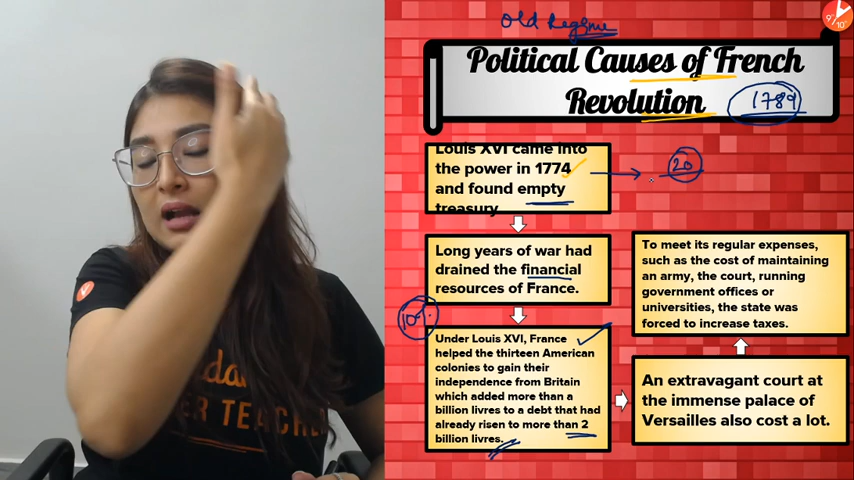 Old Regime
Political Causes of French
Revolution
1789
Louis XVI came into
the power in 1774
and found empty
treasury
20
Long years of war had
drained the financial
resources of France.
10%
Under Louis XVI, France
helped the thirteen American
colonies to gain their
independence from Britain
which added more than a
billion livres to a debt that had
already risen to more than 2
billion livres.
To meet its regular expenses,
such as the cost of maintaining
an army, the court, running
government offices or
universities, the state was
forced to increase taxes.
An extravagant court at
the immense palace of
Versailles also cost a lot.
ER TEACHER